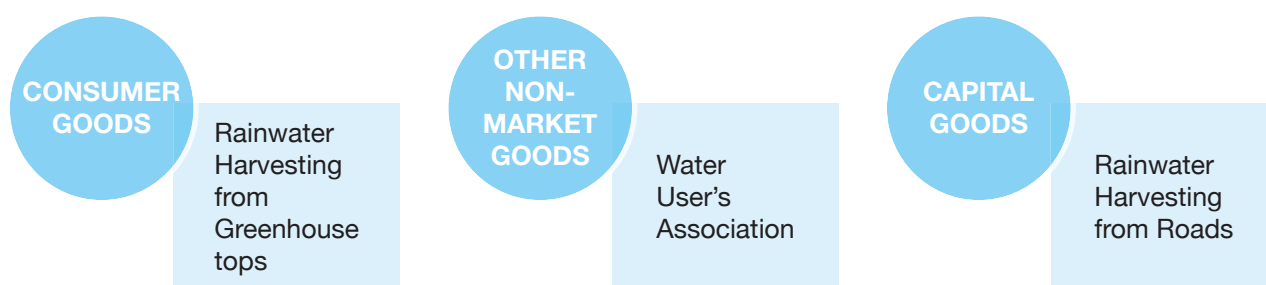 CONSUMER
GOODS
Rainwater
Harvesting
from
Greenhouse
tops
OTHER
NON-
MARKET
GOODS
Water
User’s
Association
CAPITAL
GOODS
Rainwater
Harvesting
from Roads